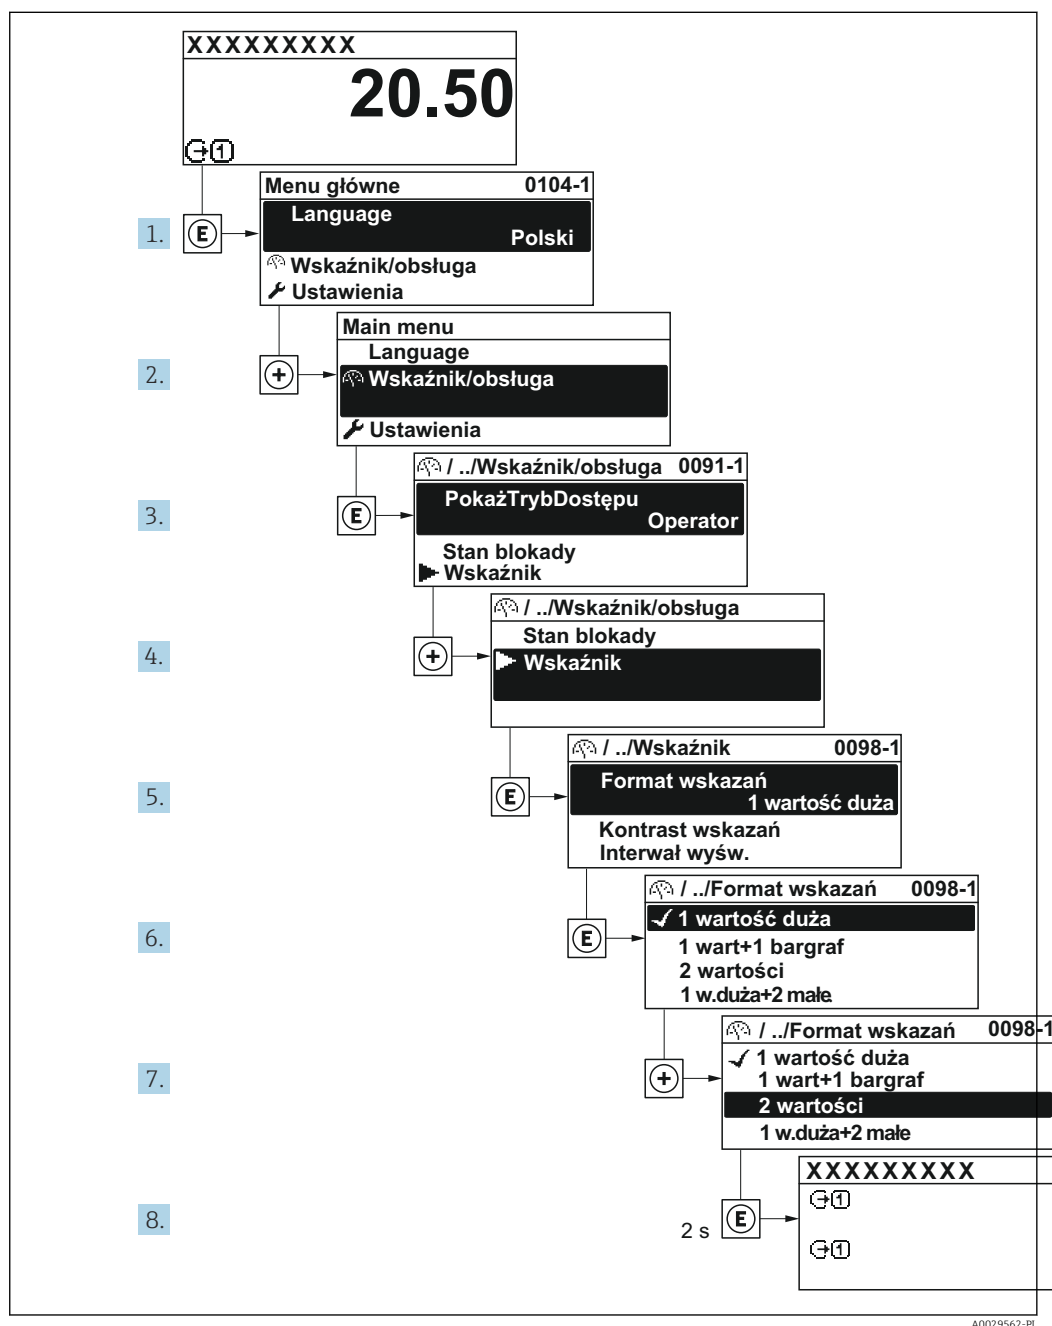 XXXXXXXXX
20.50
1
Menu główne 0104-1
Language
Polski
1. E
Wskaźnik/obsługa
Ustawienia
Main menu
Language
2. + Wskaźnik/obsługa
Ustawienia
/ ../Wskaźnik/obsługa 0091-1
PokażTrybDostępu
3. E Operator
Stan blokady
Wskaźnik
/ ../Wskaźnik/obsługa
Stan blokady
4. + Wskaźnik
/ ../Wskaźnik 0098-1
Format wskazań
5. E 1 wartość duża
Kontrast wskazań
Interwał wyśw.
/ ../Format wskazań 0098-1
1 wartość duża
6. E 1 wart+1 bargraf
2 wartości
1 w.duża+2 małe
/ ../Format wskazań 0098-1
1 wartość duża
7. + 1 wart+1 bargraf
2 wartości
1 w.duża+2 małe
XXXXXXXXX
1
8. 2 s E
1
A0029562-PL